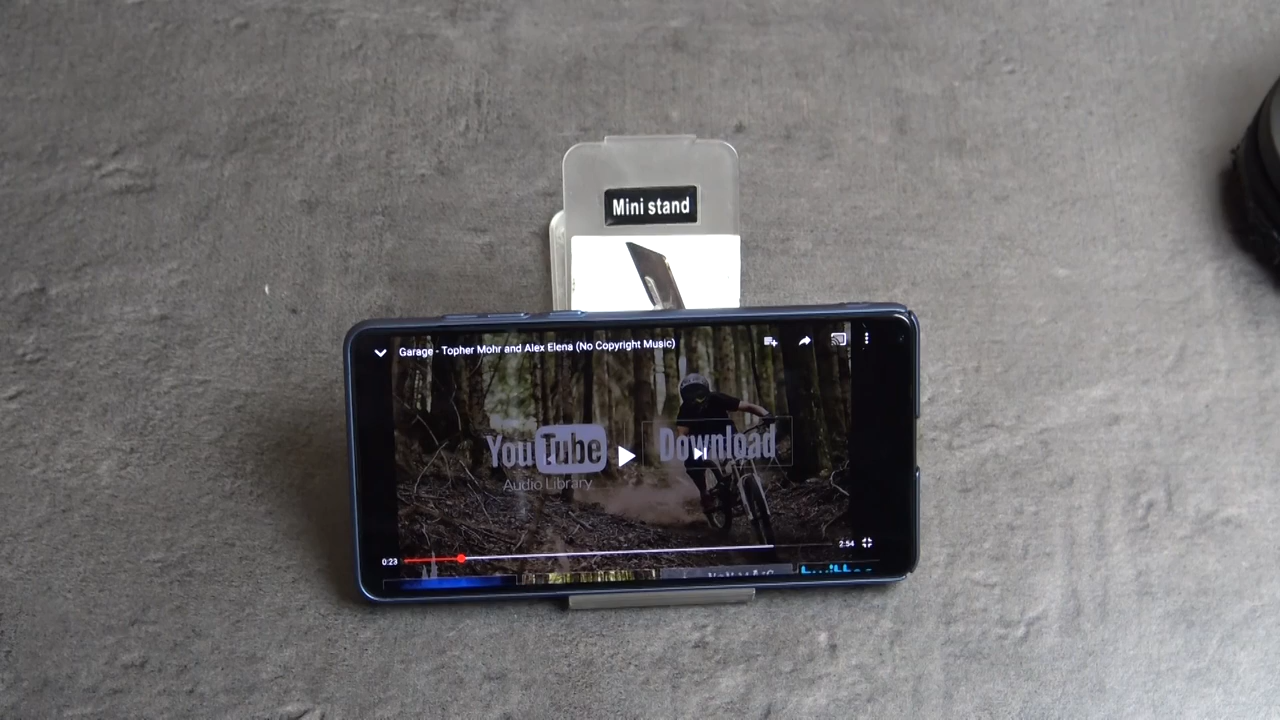 Mini stand
Garage - Topher Mohr and Alex Elena (No Copyright Music)
YouTube
Download
Audio Library
0:23
2:54